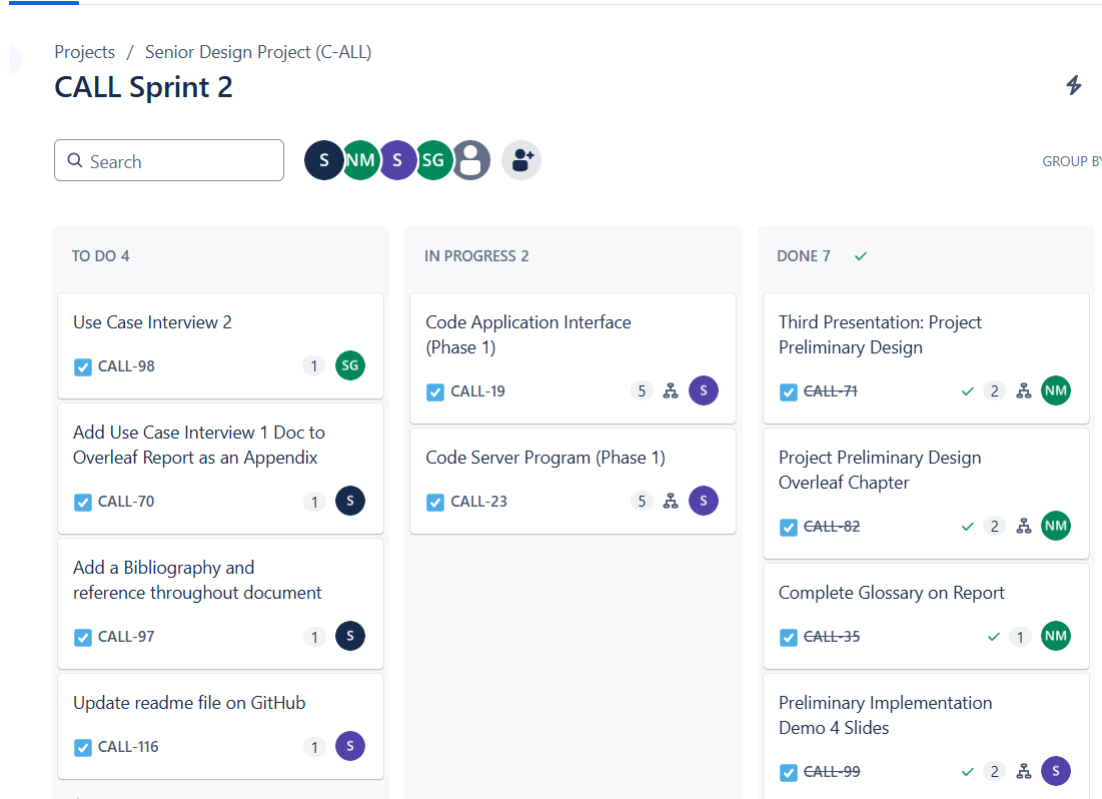 Projects / Senior Design Project (C-ALL)
CALL Sprint 2
Search
S NM S SG
GROUP BY
TO DO 4
Use Case Interview 2
CALL-98 1 SG
Add Use Case Interview 1 Doc to
Overleaf Report as an Appendix
CALL-70 1 S
Add a Bibliography and
reference throughout document
CALL-97 1 S
Update readme file on GitHub
CALL-116 1 S
IN PROGRESS 2
Code Application Interface
(Phase 1)
CALL-19 5 S
Code Server Program (Phase 1)
CALL-23 5 S
DONE 7
Third Presentation: Project
Preliminary Design
CALL-71 2 NM
Project Preliminary Design
Overleaf Chapter
CALL-82 2 NM
Complete Glossary on Report
CALL-35 1 NM
Preliminary Implementation
Demo 4 Slides
CALL-99 2 S